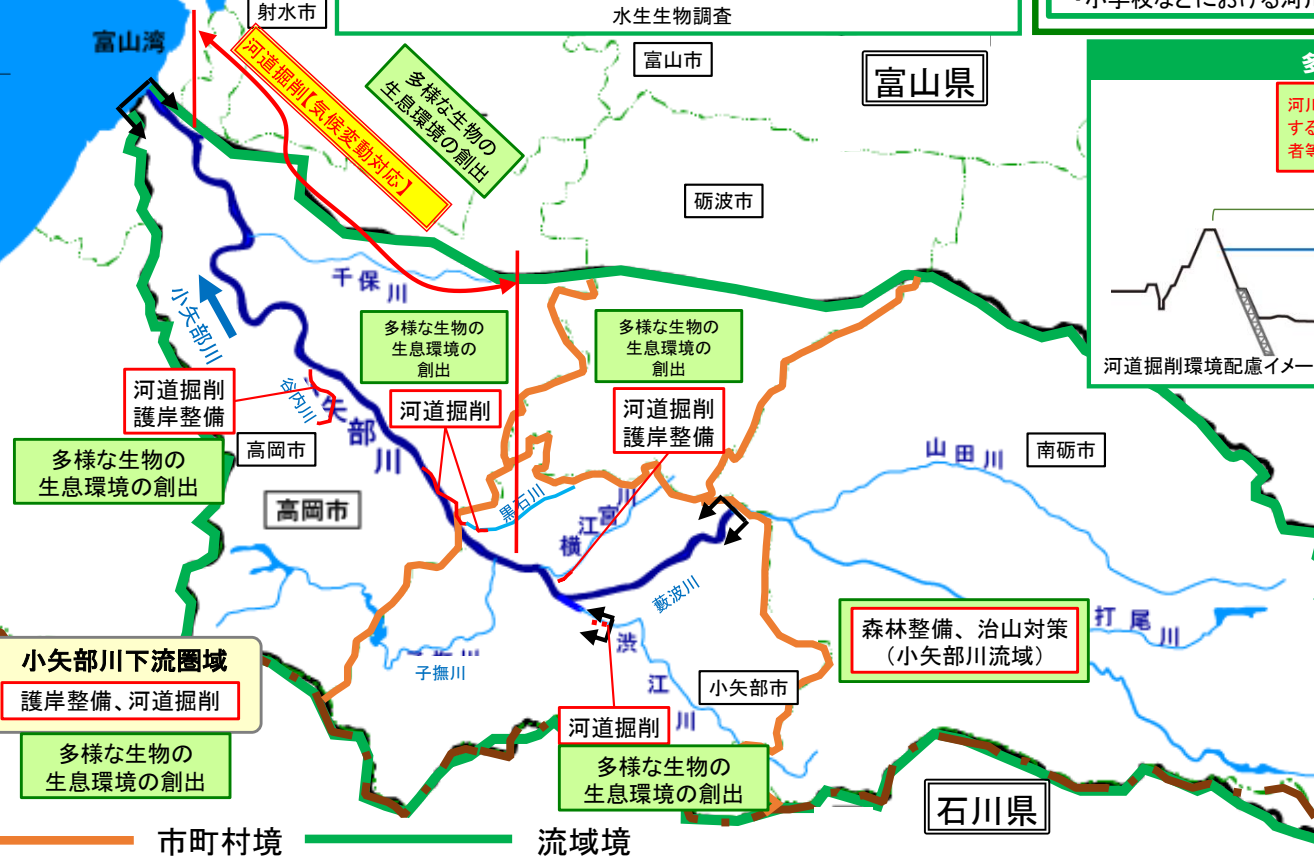 射水市
水生生物調査
富山湾
富山市
富山県
河道掘削【気候変動対応】
多様な生物の
生息環境の創出
砺波市
千保川
小矢部川
多様な生物の
生息環境の
創出
多様な生物の
生息環境の
創出
河道掘削
護岸整備
谷内川
矢部川
河道掘削
河道掘削
護岸整備
高岡市
多様な生物の
生息環境の創出
高岡市
山田川
南砺市
黒石川
横江宮川
藪波川
打尾川
森林整備、治山対策
（小矢部川流域）
渋江川
子撫川
小矢部市
小矢部川下流圏域
護岸整備、河道掘削
多様な生物の
生息環境の創出
河道掘削
多様な生物の
生息環境の創出
石川県
市町村境
流域境
河道掘削環境配慮イメー